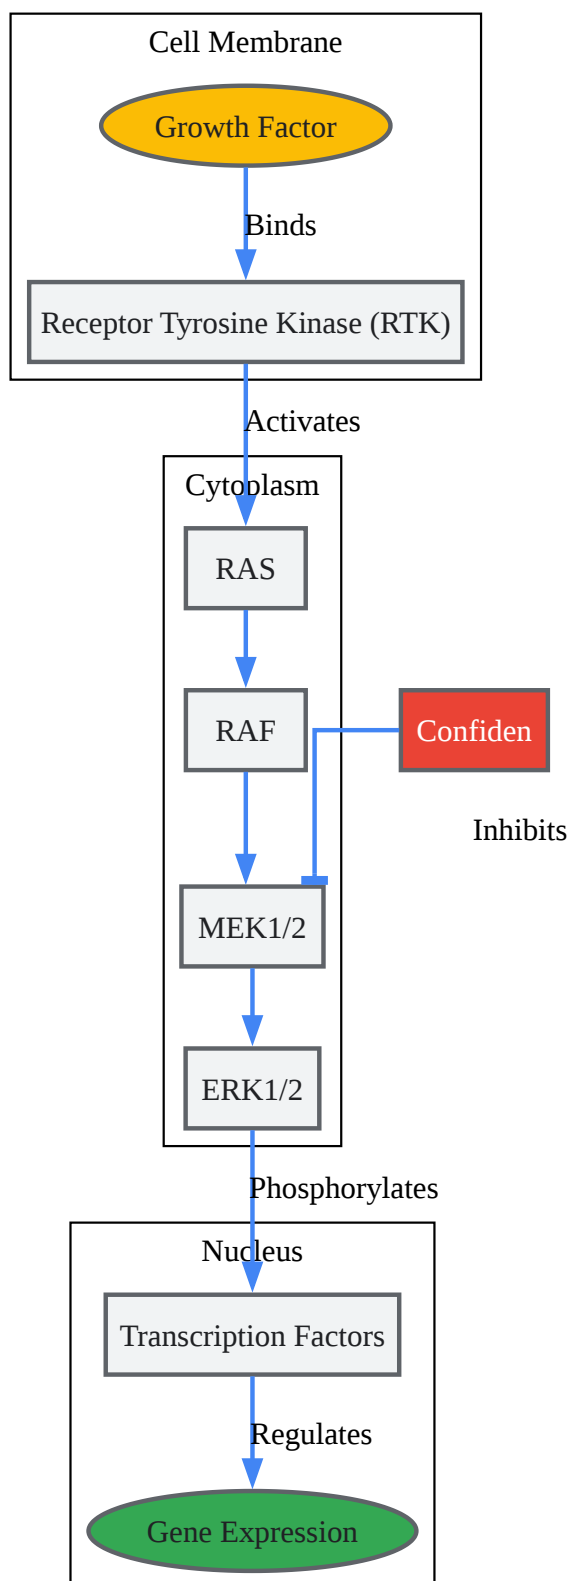 Cell Membrane
Growth Factor
Binds
Receptor Tyrosine Kinase (RTK)
Activates
Cytoplasm
RAS
RAF
Confiden
Inhibits
MEK1/2
ERK1/2
Phosphorylates
Nucleus
Transcription Factors
Regulates
Gene Expression